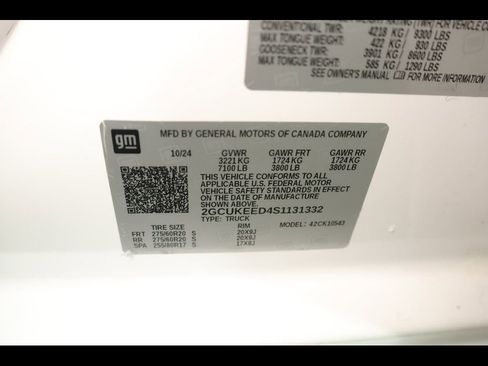 CONVENTIONAL TWR: 4218 KG / 9300 LBS
MAX TONGUE WEIGHT: 422 KG / 930 LBS
GOOSENECK TWR: 3901 KG / 8600 LBS
MAX TONGUE WEIGHT: 585 KG / 1290 LBS
SEE OWNER'S MANUAL FOR MORE INFORMATION
gm
MFD BY GENERAL MOTORS OF CANADA COMPANY
10/24 GVWR GAWR FRT GAWR RR
3221 KG 1724 KG 1724 KG
7100 LB 3800 LB 3800 LB
THIS VEHICLE CONFORMS TO ALL
APPLICABLE U.S. FEDERAL MOTOR
VEHICLE SAFETY STANDARDS IN EFFECT
ON THE DATE OF MANUFACTURE
SHOWN ABOVE.
2GCUKEED4S1131332
TYPE: TRUCK MODEL: 42CK10543
TIRE SIZE RIM
FRT 275/60R20 S 20X9J
RR 275/60R20 S 20X9J
SPA 255/80R17 S 17X8J